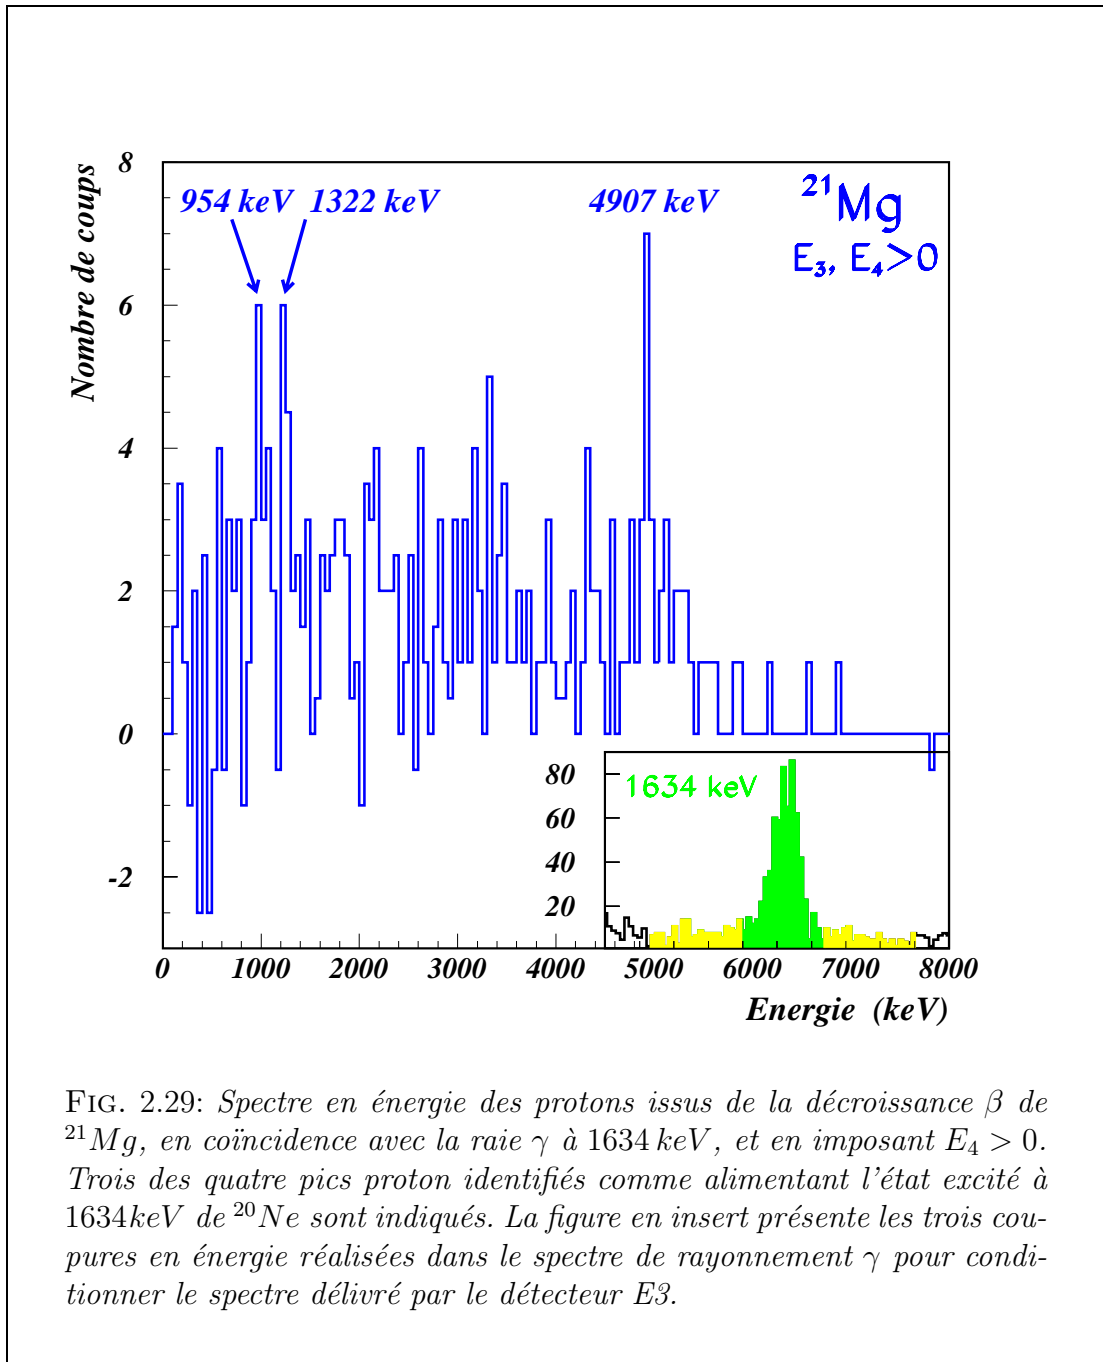 8
6
4
2
0
-2
Nombre de coups
954 keV 1322 keV 4907 keV
²¹Mg
E₃, E₄>0
80
60
40
20
1634 keV
0 1000 2000 3000 4000 5000 6000 7000 8000
Energie (keV)
FIG. 2.29: Spectre en énergie des protons issus de la décroissance β de
²¹Mg, en coïncidence avec la raie γ à 1634 keV, et en imposant E₄ > 0.
Trois des quatre pics proton identifiés comme alimentant l'état excité à
1634keV de ²⁰Ne sont indiqués. La figure en insert présente les trois cou-
pures en énergie réalisées dans le spectre de rayonnement γ pour condi-
tionner le spectre délivré par le détecteur E3.